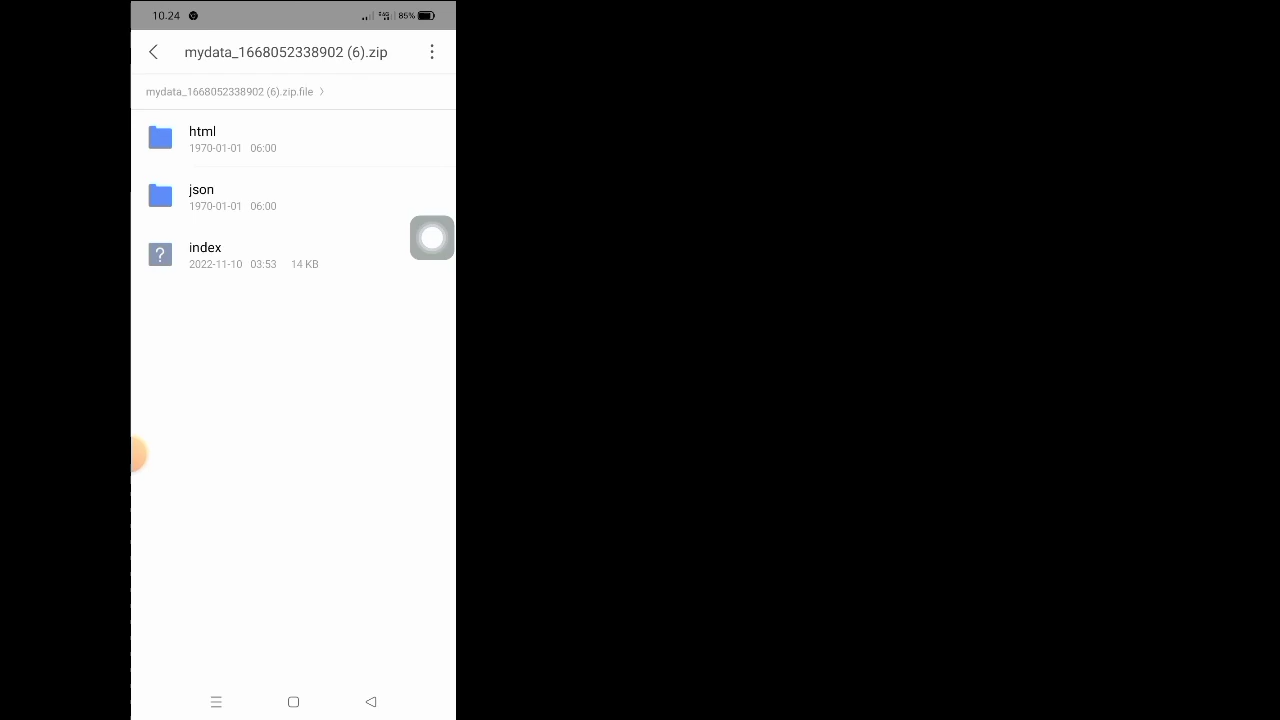 10.24 85%
mydata_1668052338902 (6).zip
mydata_1668052338902 (6).zip.file
html
1970-01-01 06:00
json
1970-01-01 06:00
?
index
2022-11-10 03:53 14 KB